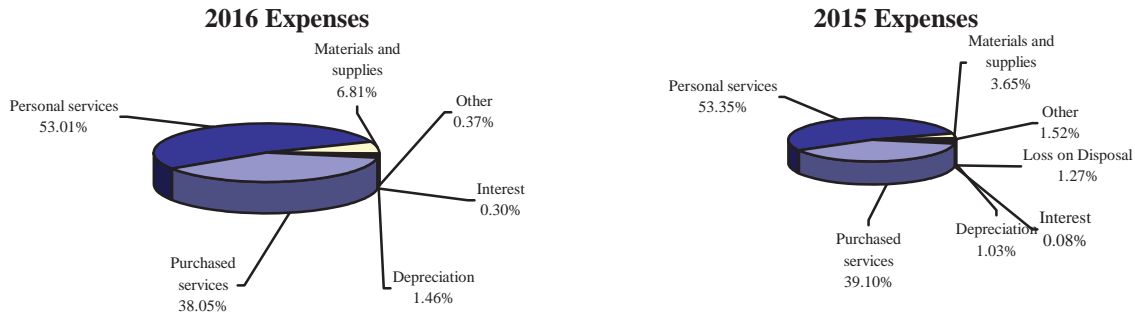 2016 Expenses
Materials and
supplies
6.81%
Personal services
53.01%
Other
0.37%
Interest
0.30%
Purchased
services
38.05%
Depreciation
1.46%
2015 Expenses
Materials and
supplies
3.65%
Personal services
53.35%
Other
1.52%
Loss on Disposal
1.27%
Interest
0.08%
Depreciation
1.03%
Purchased
services
39.10%